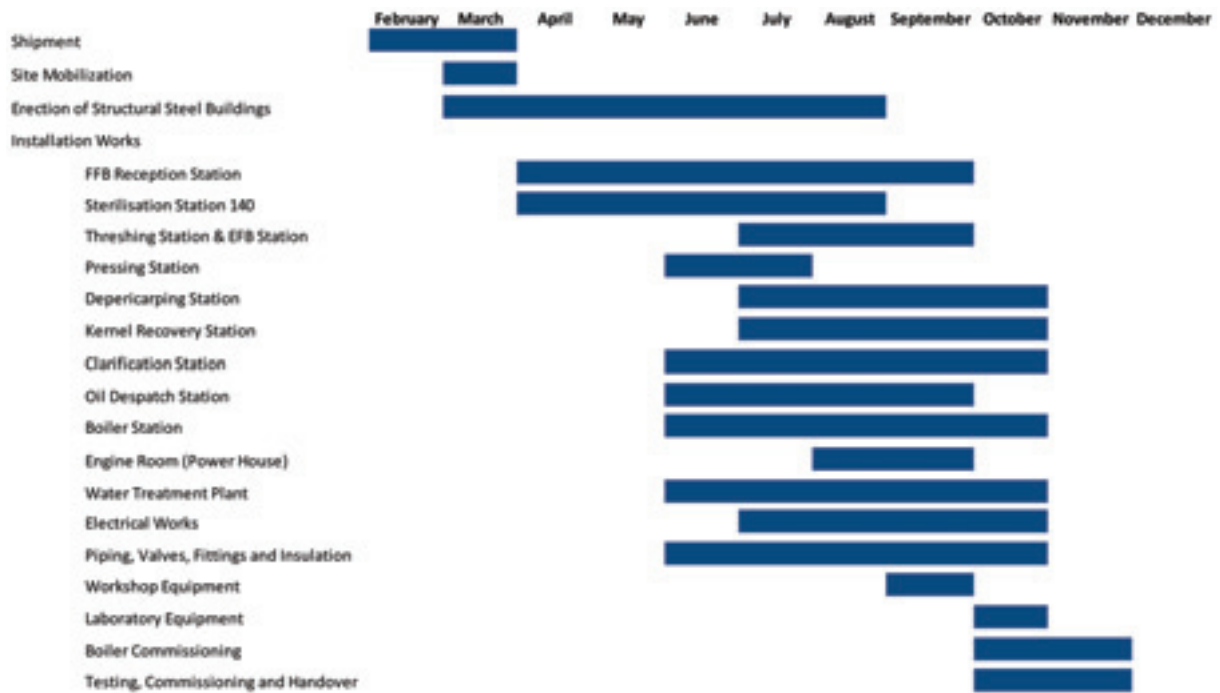 February March April May June July August September October November December
Shipment
Site Mobilization
Erection of Structural Steel Buildings
Installation Works
FFB Reception Station
Sterilisation Station 140
Threshing Station & EFB Station
Pressing Station
Depericarping Station
Kernel Recovery Station
Clarification Station
Oil Despatch Station
Boiler Station
Engine Room (Power House)
Water Treatment Plant
Electrical Works
Piping, Valves, Fittings and Insulation
Workshop Equipment
Laboratory Equipment
Boiler Commissioning
Testing, Commissioning and Handover